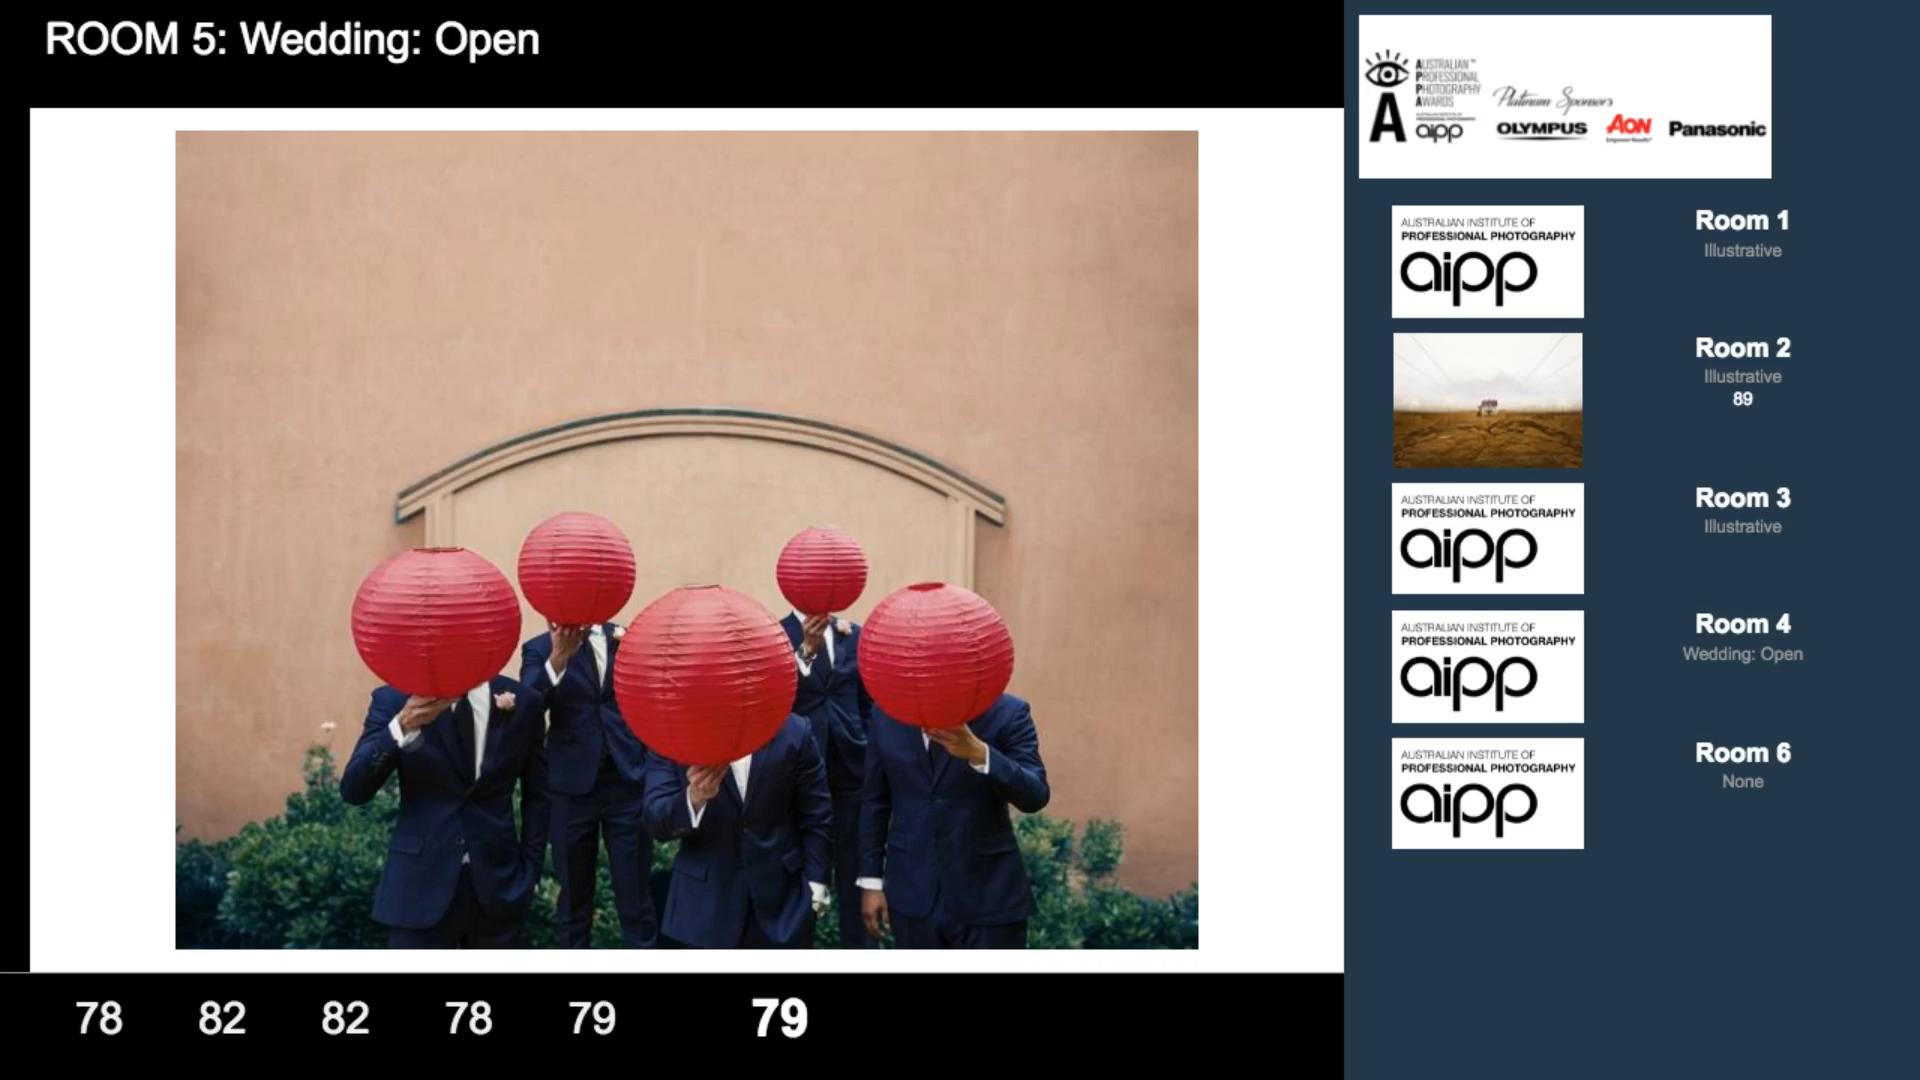 ROOM 5: Wedding: Open
78 82 82 78 79 79
AUSTRALIAN™
PROFESSIONAL
PHOTOGRAPHY
AWARDS
aipp
Platinum Sponsors
OLYMPUS AON Panasonic
AUSTRALIAN INSTITUTE OF
PROFESSIONAL PHOTOGRAPHY
aipp
Room 1
Illustrative
Room 2
Illustrative
89
AUSTRALIAN INSTITUTE OF
PROFESSIONAL PHOTOGRAPHY
aipp
Room 3
Illustrative
AUSTRALIAN INSTITUTE OF
PROFESSIONAL PHOTOGRAPHY
aipp
Room 4
Wedding: Open
AUSTRALIAN INSTITUTE OF
PROFESSIONAL PHOTOGRAPHY
aipp
Room 6
None